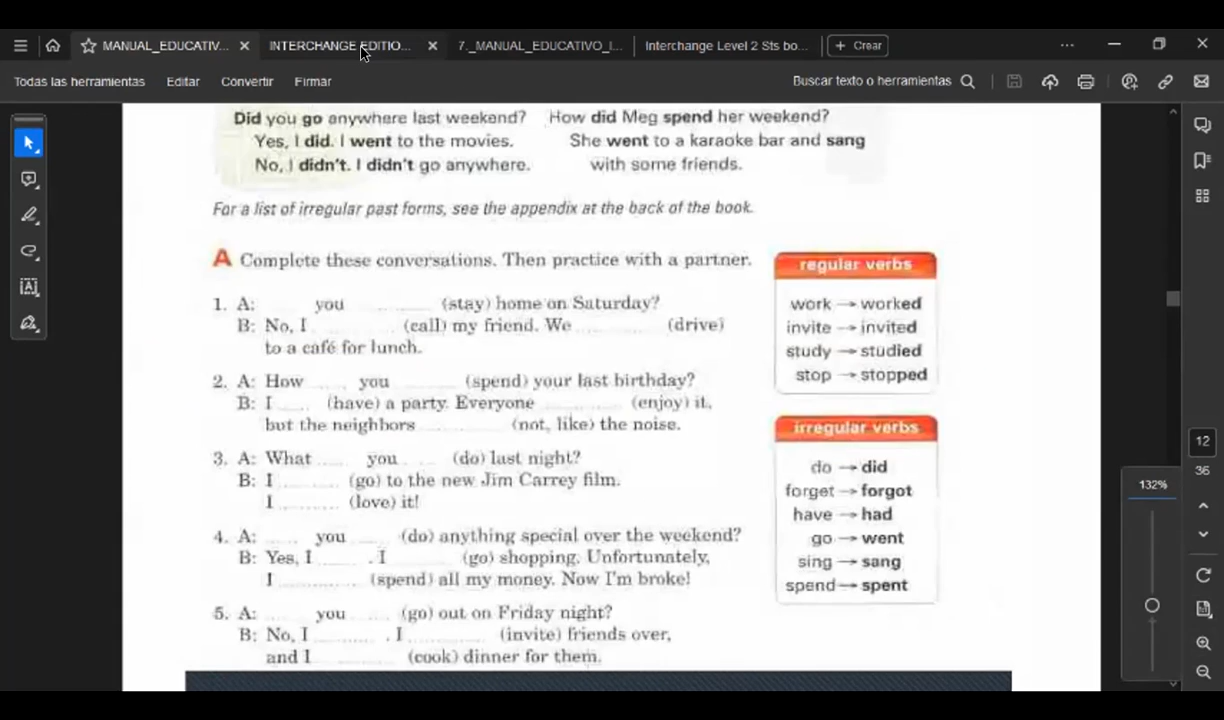 MANUAL_EDUCATIV...
INTERCHANGE EDITIO...
7._MANUAL_EDUCATIVO_I...
Interchange Level 2 Sts bo...
Crear
Todas las herramientas
Editar
Convertir
Firmar
Buscar texto o herramientas
Did you go anywhere last weekend?
Yes, I did. I went to the movies.
No, I didn't. I didn't go anywhere.
How did Meg spend her weekend?
She went to a karaoke bar and sang
with some friends.
For a list of irregular past forms, see the appendix at the back of the book.
A Complete these conversations. Then practice with a partner.
1. A: ........ you ........ (stay) home on Saturday?
B: No, I ........ (call) my friend. We ........ (drive)
to a café for lunch.
2. A: How ........ you ........ (spend) your last birthday?
B: I ........ (have) a party. Everyone ........ (enjoy) it,
but the neighbors ........ (not, like) the noise.
3. A: What ........ you ........ (do) last night?
B: I ........ (go) to the new Jim Carrey film.
I ........ (love) it!
4. A: ........ you ........ (do) anything special over the weekend?
B: Yes, I ........ . I ........ (go) shopping. Unfortunately,
I ........ (spend) all my money. Now I'm broke!
5. A: ........ you ........ (go) out on Friday night?
B: No, I ........ . I ........ (invite) friends over,
and I ........ (cook) dinner for them.
regular verbs
work → worked
invite → invited
study → studied
stop → stopped
irregular verbs
do → did
forget → forgot
have → had
go → went
sing → sang
spend → spent
12
36
132%